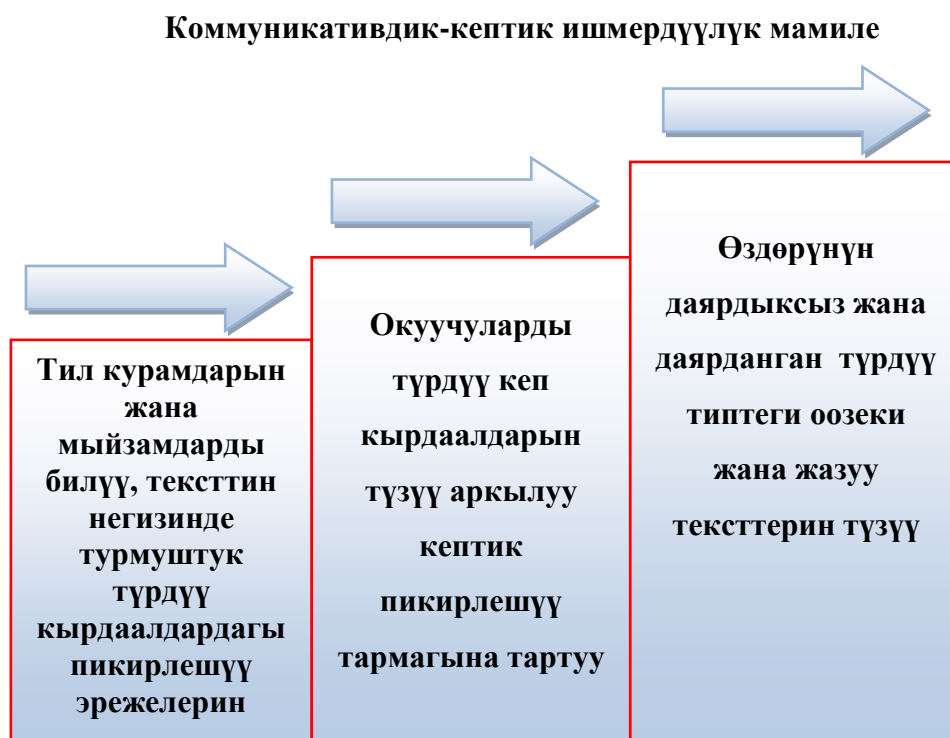 Коммуникативдик-кептик ишмердүүлүк мамиле
Тил курамдарын
жана
мыйзамдарды
билүү, тексттин
негизинде
турмуштук
түрдүү
кырдаалдардагы
пикирлешүү
эрежелерин
Окуучуларды
түрдүү кеп
кырдаалдарын
түзүү аркылуу
кептик
пикирлешүү
тармагына тартуу
Өздөрүнүн
даярдыксыз жана
даярданган түрдүү
типтеги оозеки
жана жазуу
тексттерин түзүү